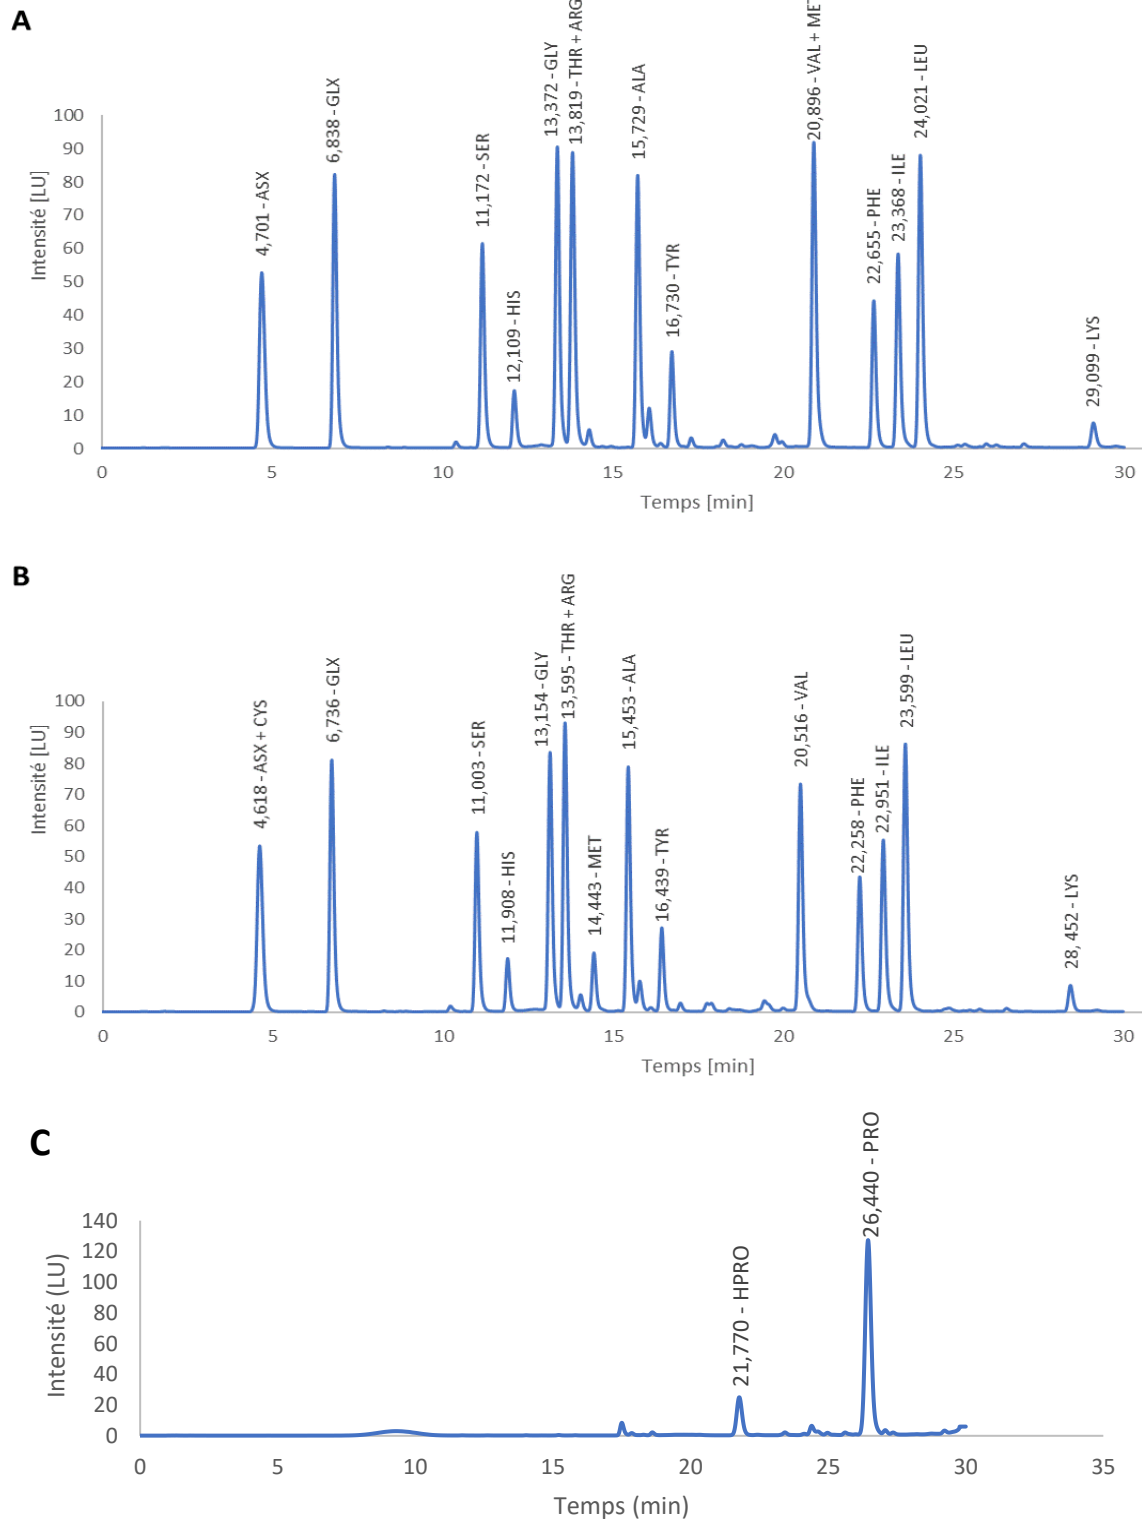 A
4,701 - ASX
6,838 - GLX
11,172 - SER
12,109 - HIS
13,372 - GLY
13,819 - THR + ARG
15,729 - ALA
16,730 - TYR
20,896 - VAL + MET
22,655 - PHE
23,368 - ILE
24,021 - LEU
29,099 - LYS
Intensité [LU]
100
90
80
70
60
50
40
30
20
10
0
0 5 10 15 20 25 30
Temps [min]
B
4,618 - ASX + CYS
6,736 - GLX
11,003 - SER
11,908 - HIS
13,154 - GLY
13,595 - THR + ARG
14,443 - MET
15,453 - ALA
16,439 - TYR
20,516 - VAL
22,258 - PHE
22,951 - ILE
23,599 - LEU
28,452 - LYS
Intensité [LU]
100
90
80
70
60
50
40
30
20
10
0
0 5 10 15 20 25 30
Temps [min]
C
21,770 - HPRO
26,440 - PRO
Intensité (LU)
140
120
100
80
60
40
20
0
0 5 10 15 20 25 30 35
Temps (min)